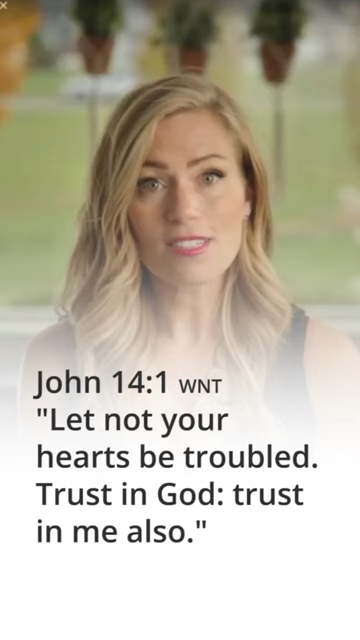 John 14:1 WNT
"Let not your
hearts be troubled.
Trust in God: trust
in me also."